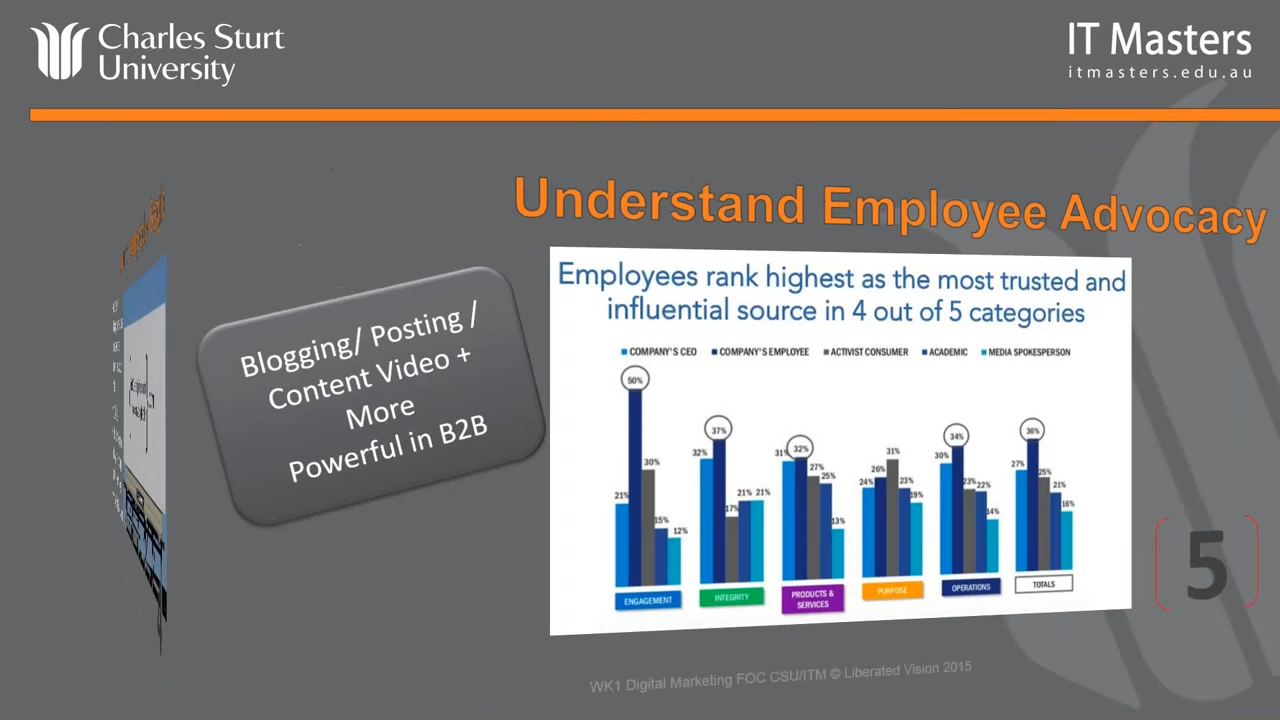 Charles Sturt
University
IT Masters
itmasters.edu.au
Understand Employee Advocacy
Blogging/ Posting /
Content Video +
More
Powerful in B2B
Employees rank highest as the most trusted and
influential source in 4 out of 5 categories
COMPANY'S CEO COMPANY'S EMPLOYEE ACTIVIST CONSUMER ACADEMIC MEDIA SPOKESPERSON
21% 50% 30% 15% 12%
32% 37% 17% 21% 21%
31% 32% 27% 25% 13%
24% 26% 31% 23% 19%
30% 34% 23% 22% 14%
27% 36% 25% 21% 16%
ENGAGEMENT
INTEGRITY
PRODUCTS &
SERVICES
PURPOSE
OPERATIONS
TOTALS
5
WK1 Digital Marketing FOC CSU/ITM © Liberated Vision 2015